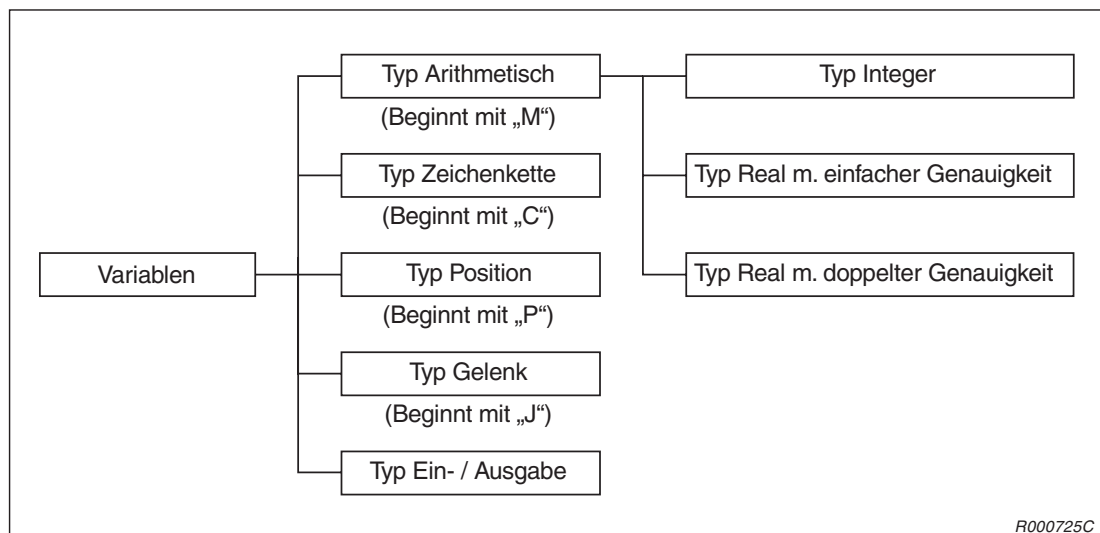 Typ Arithmetisch
Typ Integer
(Beginnt mit „M“)
Typ Zeichenkette
Typ Real m. einfacher Genauigkeit
(Beginnt mit „C“)
Variablen
Typ Position
Typ Real m. doppelter Genauigkeit
(Beginnt mit „P“)
Typ Gelenk
(Beginnt mit „J“)
Typ Ein- / Ausgabe
R000725C